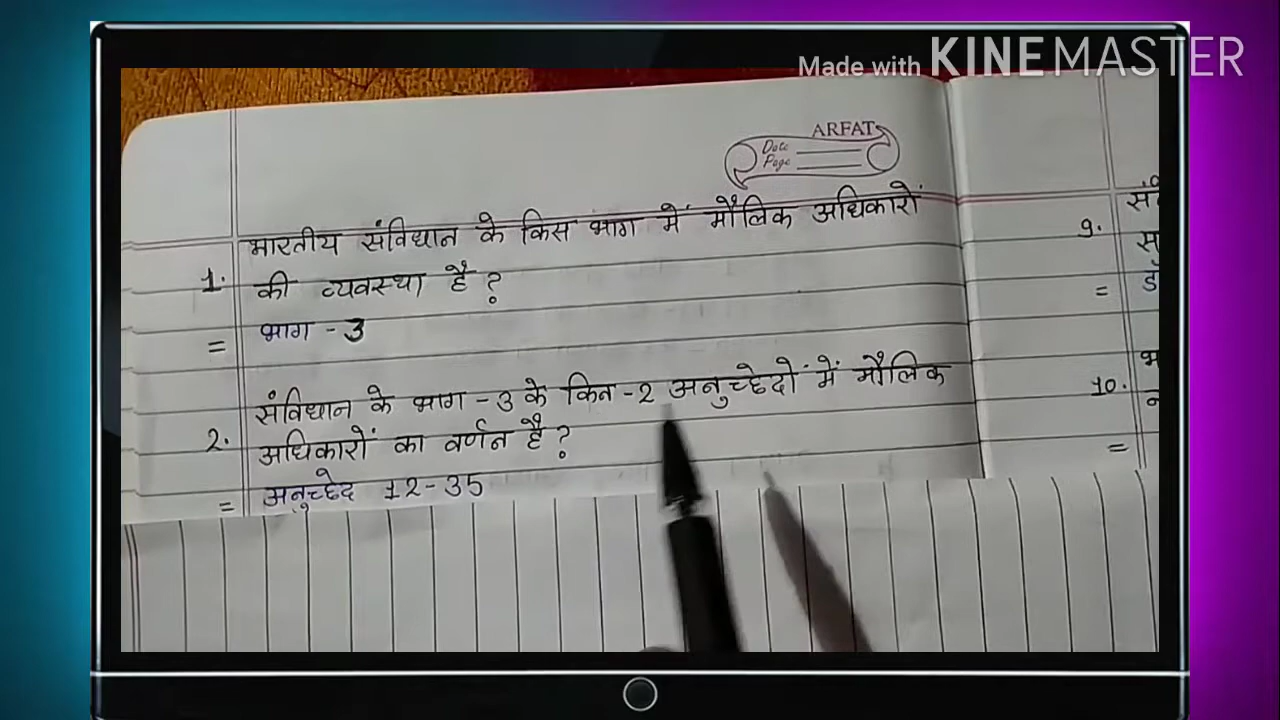 Made with KINEMASTER
ARFAT
Date
Page
भारतीय संविधान के किस भाग में मौलिक अधिकारों
1. की व्यवस्था है ?
= भाग - 3
संविधान के भाग - 3 के किन -2 अनुच्छेदों में मौलिक
2. अधिकारों का वर्णन है ?
= अनुच्छेद 12-35
9.
=
10.
=